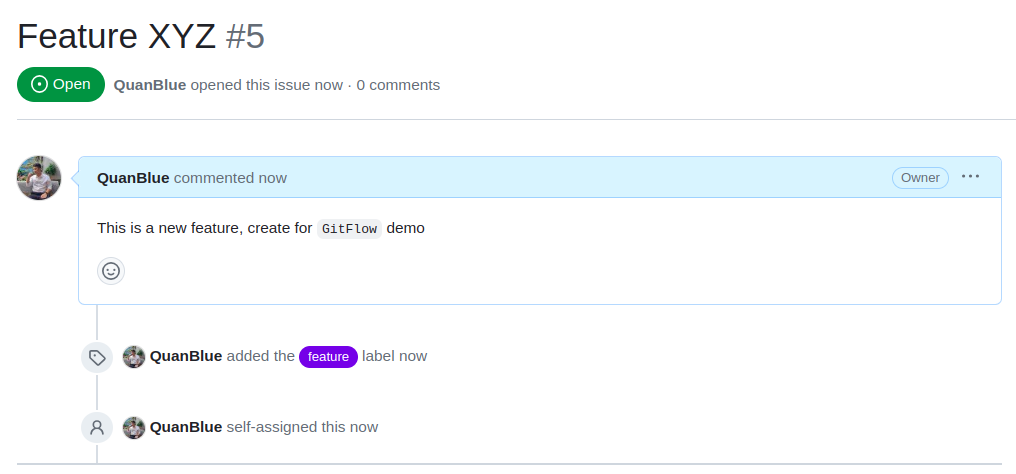 Feature XYZ #5
Open QuanBlue opened this issue now · 0 comments
QuanBlue commented now Owner ···
This is a new feature, create for GitFlow demo
QuanBlue added the feature label now
QuanBlue self-assigned this now